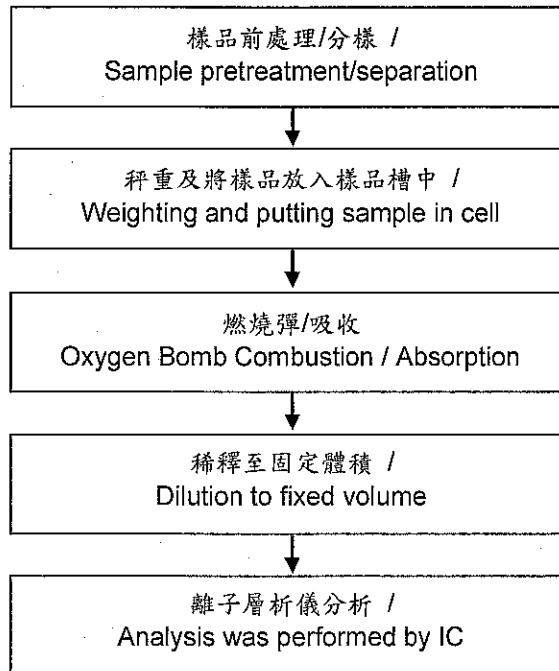 樣品前處理/分樣 /
Sample pretreatment/separation
秤重及將樣品放入樣品槽中 /
Weighting and putting sample in cell
燃燒彈/吸收
Oxygen Bomb Combustion / Absorption
稀釋至固定體積 /
Dilution to fixed volume
離子層析儀分析 /
Analysis was performed by IC